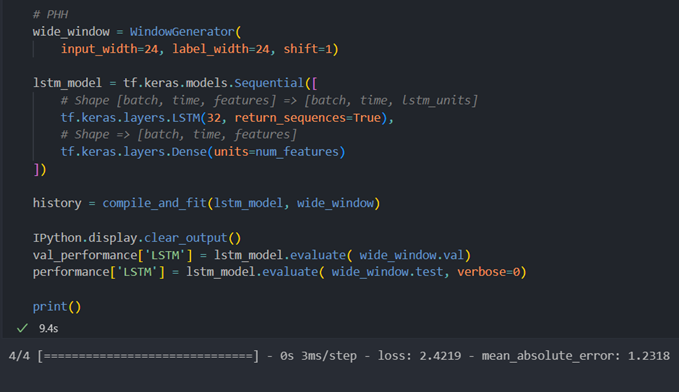 # PHH
wide_window = WindowGenerator(
    input_width=24, label_width=24, shift=1)
lstm_model = tf.keras.models.Sequential([
    # Shape [batch, time, features] => [batch, time, lstm_units]
    tf.keras.layers.LSTM(32, return_sequences=True),
    # Shape => [batch, time, features]
    tf.keras.layers.Dense(units=num_features)
])
history = compile_and_fit(lstm_model, wide_window)
IPython.display.clear_output()
val_performance['LSTM'] = lstm_model.evaluate( wide_window.val)
performance['LSTM'] = lstm_model.evaluate( wide_window.test, verbose=0)
print()
✓ 9.4s
4/4 [==============================] - 0s 3ms/step - loss: 2.4219 - mean_absolute_error: 1.2318